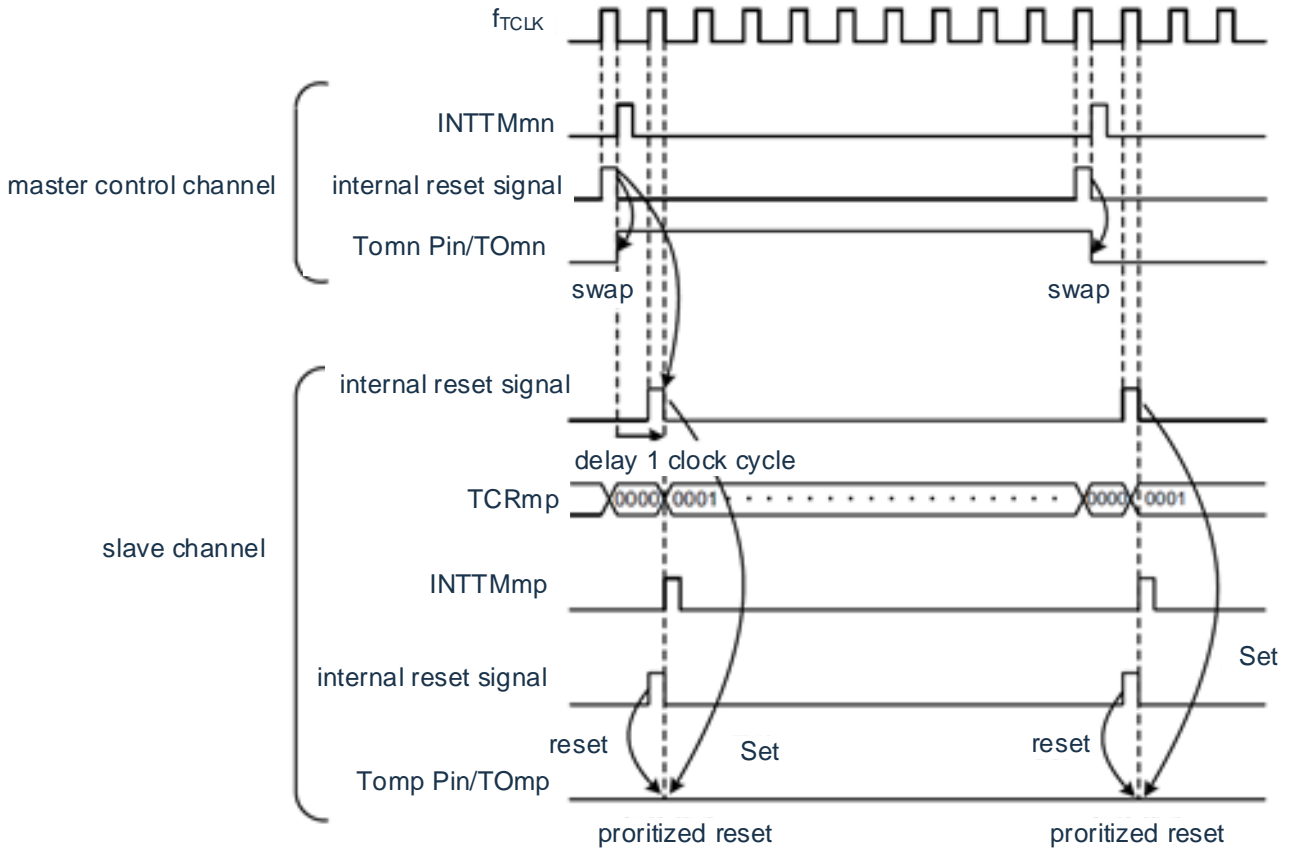 fTCLK
INTTMmn
master control channel
internal reset signal
Tomn Pin/TOmn
swap
swap
internal reset signal
delay 1 clock cycle
TCRmp
0000
0001
0000
0001
slave channel
INTTMmp
internal reset signal
Set
reset
Set
reset
Tomp Pin/TOmp
proritized reset
proritized reset